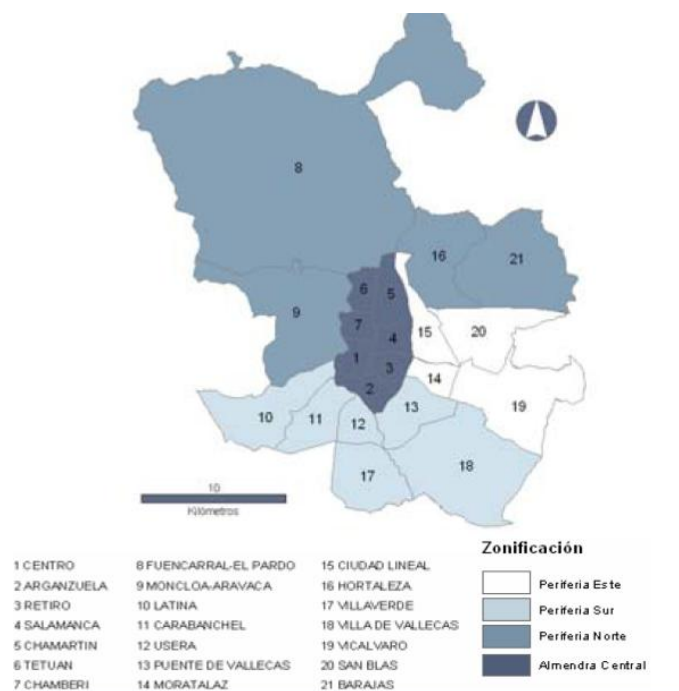 8
16
21
6
5
9
7
15
20
4
1
3
14
2
19
13
10
11
12
18
17
10
Kilómetros
Zonificación
1 CENTRO
2 ARGANZUELA
3 RETIRO
4 SALAMANCA
5 CHAMARTIN
6 TETUAN
7 CHAMBERI
8 FUENCARRAL-EL PARDO
9 MONCLOA-ARAVACA
10 LATINA
11 CARABANCHEL
12 USERA
13 PUENTE DE VALLECAS
14 MORATALAZ
15 CIUDAD LINEAL
16 HORTALEZA
17 VILLAVERDE
18 VILLA DE VALLECAS
19 VICALVARO
20 SAN BLAS
21 BARAJAS
Periferia Este
Periferia Sur
Periferia Norte
Almendra Central